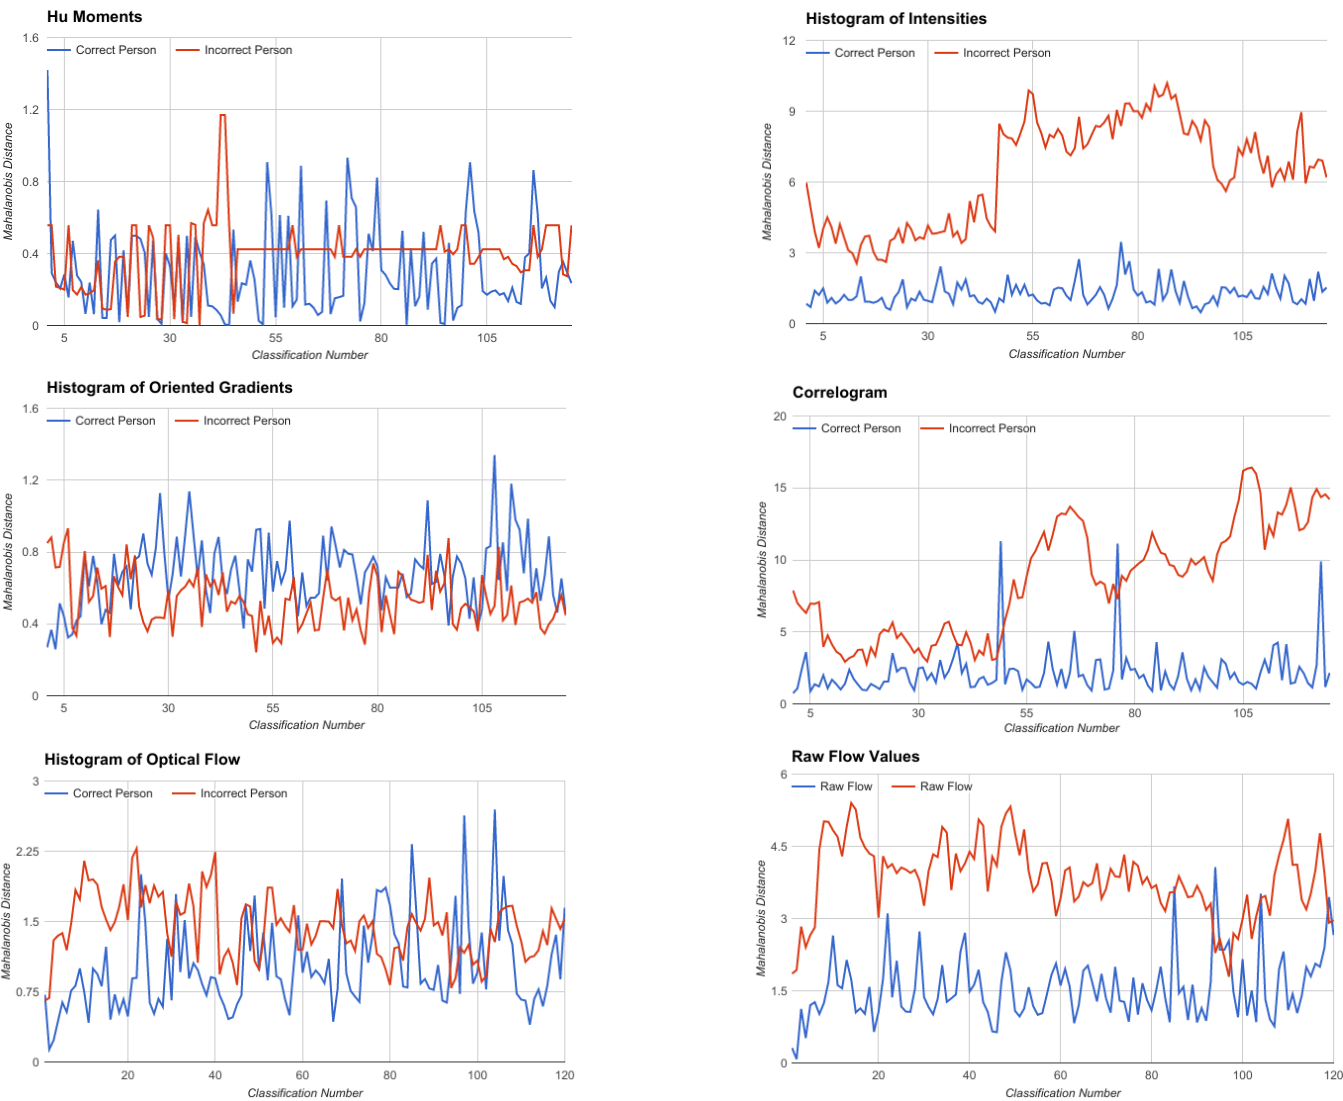 Hu Moments
1.6
Correct Person Incorrect Person
1.2
0.8
0.4
0
Mahalanobis Distance
5 30 55 80 105
Classification Number
Histogram of Intensities
12
Correct Person Incorrect Person
9
6
3
0
Mahalanobis Distance
5 30 55 80 105
Classification Number
Histogram of Oriented Gradients
1.6
Correct Person Incorrect Person
1.2
0.8
0.4
0
Mahalanobis Distance
5 30 55 80 105
Classification Number
Correlogram
20
Correct Person Incorrect Person
15
10
5
0
Mahalanobis Distance
5 30 55 80 105
Classification Number
Histogram of Optical Flow
3
Correct Person Incorrect Person
2.25
1.5
0.75
0
Mahalanobis Distance
20 40 60 80 100 120
Classification Number
Raw Flow Values
6
Raw Flow Raw Flow
4.5
3
1.5
0
Mahalanobis Distance
20 40 60 80 100 120
Classification Number